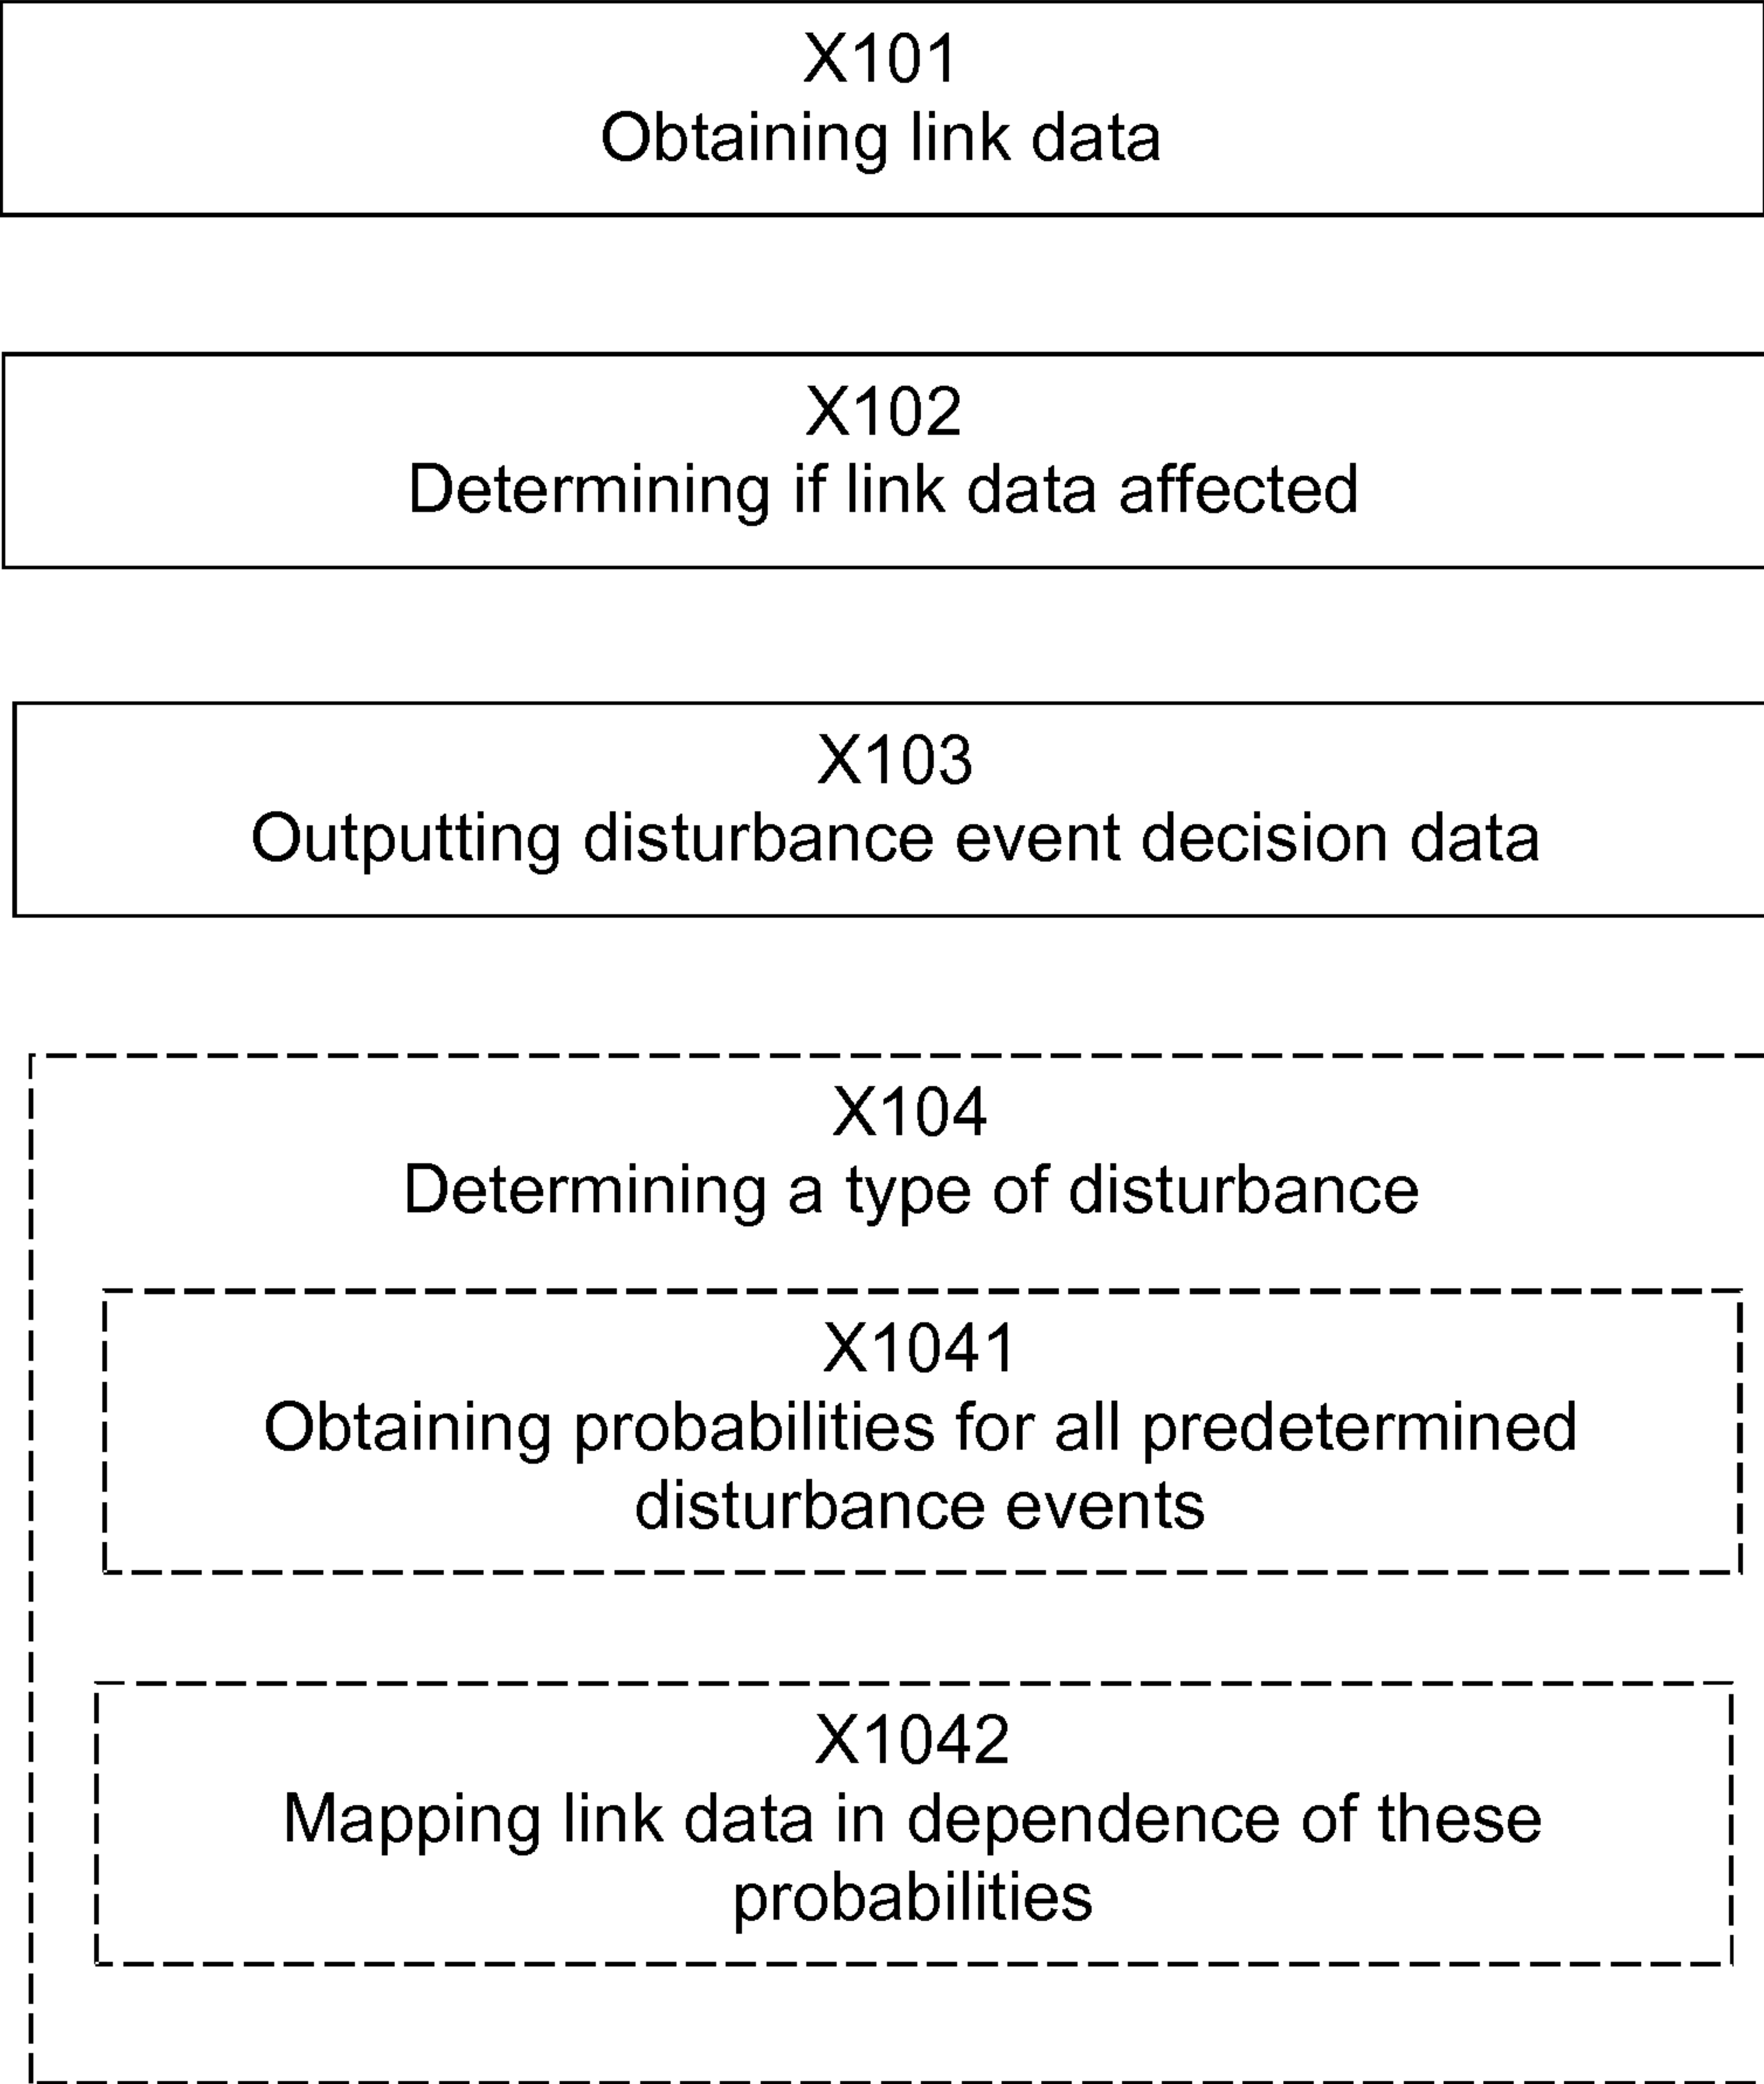 X101
Obtaining link data
X102
Determining if link data affected
X103
Outputting disturbance event decision data
X104
Determining a type of disturbance
X1041
Obtaining probabilities for all predetermined
disturbance events
X1042
Mapping link data in dependence of these
probabilities